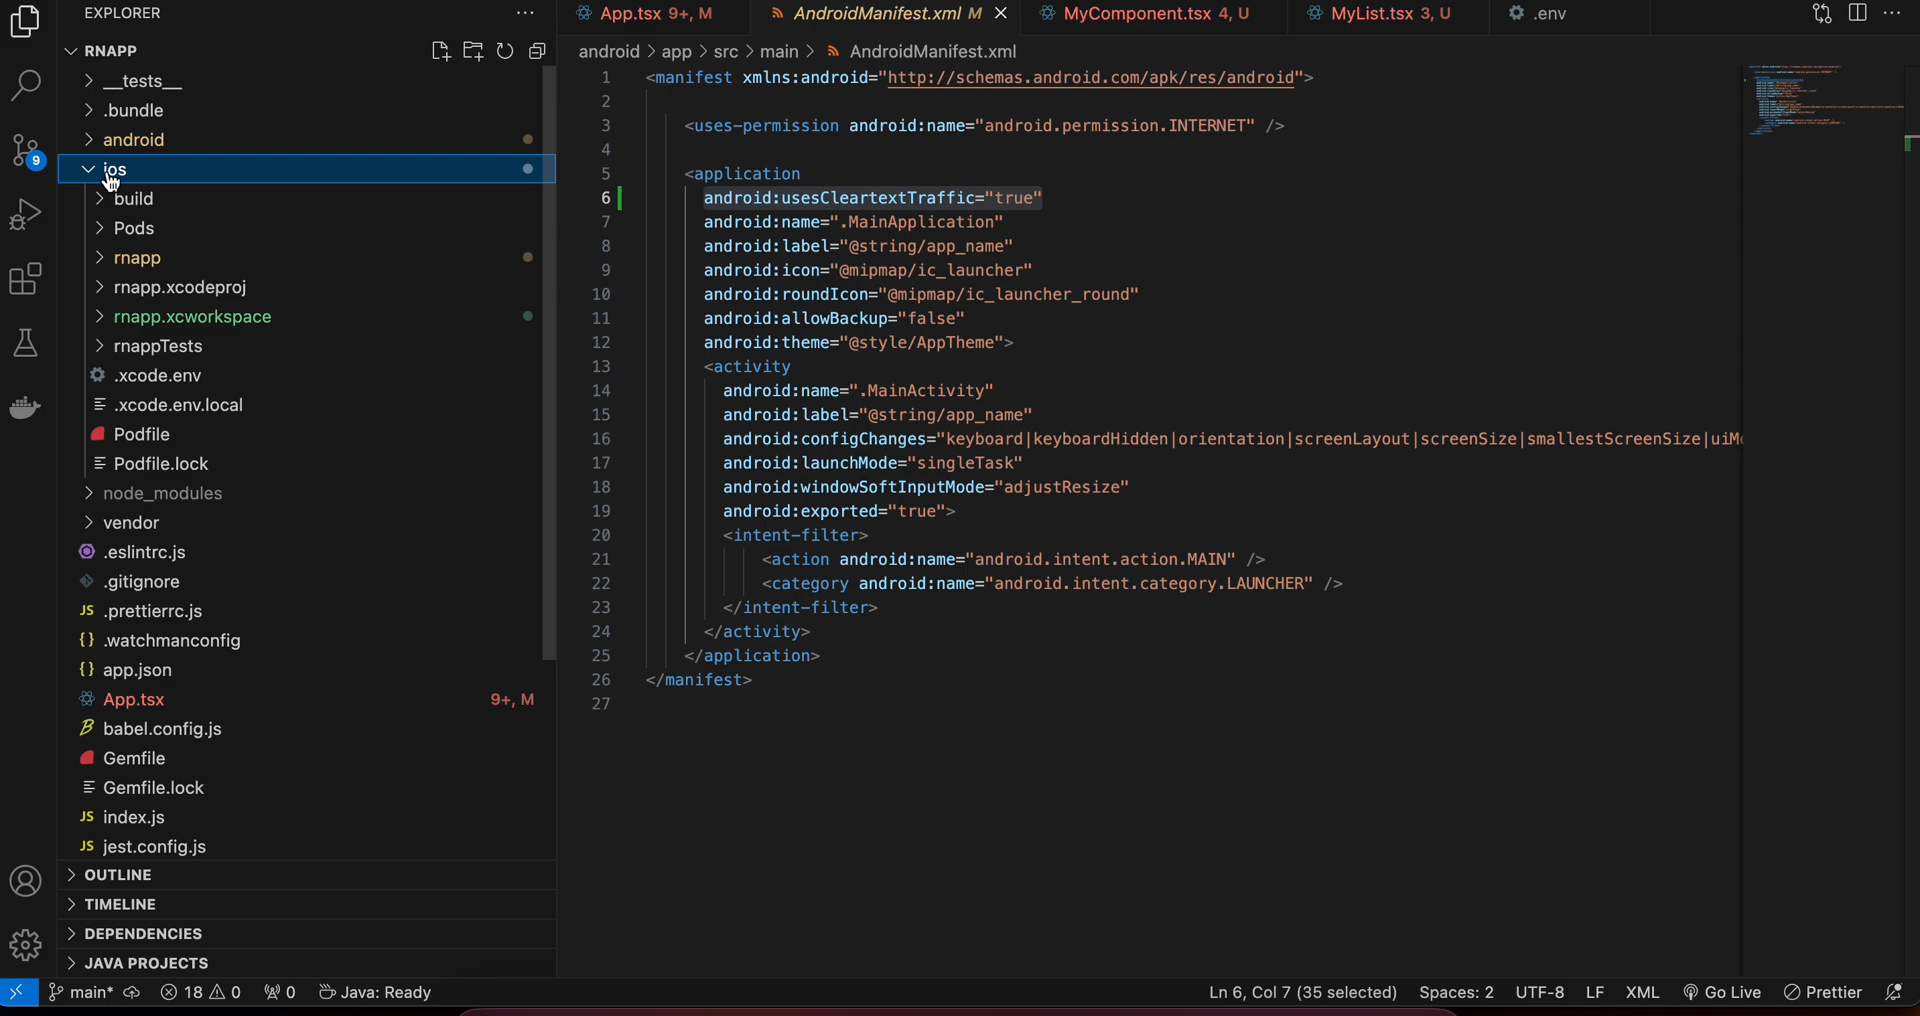 EXPLORER
RNAPP
__tests__
.bundle
android
ios
build
Pods
rnapp
rnapp.xcodeproj
rnapp.xcworkspace
rnappTests
.xcode.env
.xcode.env.local
Podfile
Podfile.lock
node_modules
vendor
.eslintrc.js
.gitignore
JS .prettierrc.js
{} .watchmanconfig
{} app.json
App.tsx 9+, M
babel.config.js
Gemfile
Gemfile.lock
JS index.js
JS jest.config.js
OUTLINE
TIMELINE
DEPENDENCIES
JAVA PROJECTS
9
App.tsx 9+, M AndroidManifest.xml M MyComponent.tsx 4, U MyList.tsx 3, U .env
android > app > src > main > AndroidManifest.xml
1 <manifest xmlns:android="http://schemas.android.com/apk/res/android">
2
3 <uses-permission android:name="android.permission.INTERNET" />
4
5 <application
6 android:usesCleartextTraffic="true"
7 android:name=".MainApplication"
8 android:label="@string/app_name"
9 android:icon="@mipmap/ic_launcher"
10 android:roundIcon="@mipmap/ic_launcher_round"
11 android:allowBackup="false"
12 android:theme="@style/AppTheme">
13 <activity
14 android:name=".MainActivity"
15 android:label="@string/app_name"
16 android:configChanges="keyboard|keyboardHidden|orientation|screenLayout|screenSize|smallestScreenSize|uiM
17 android:launchMode="singleTask"
18 android:windowSoftInputMode="adjustResize"
19 android:exported="true">
20 <intent-filter>
21 <action android:name="android.intent.action.MAIN" />
22 <category android:name="android.intent.category.LAUNCHER" />
23 </intent-filter>
24 </activity>
25 </application>
26 </manifest>
27
main* 18 0 0 Java: Ready Ln 6, Col 7 (35 selected) Spaces: 2 UTF-8 LF XML Go Live Prettier